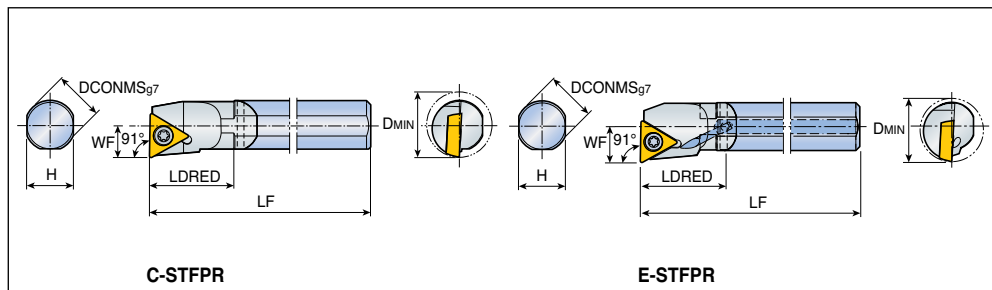 DCONMSg7
WF
91°
H
LDRED
LF
DMIN
C-STFPR
DCONMSg7
WF
91°
H
LDRED
LF
DMIN
E-STFPR